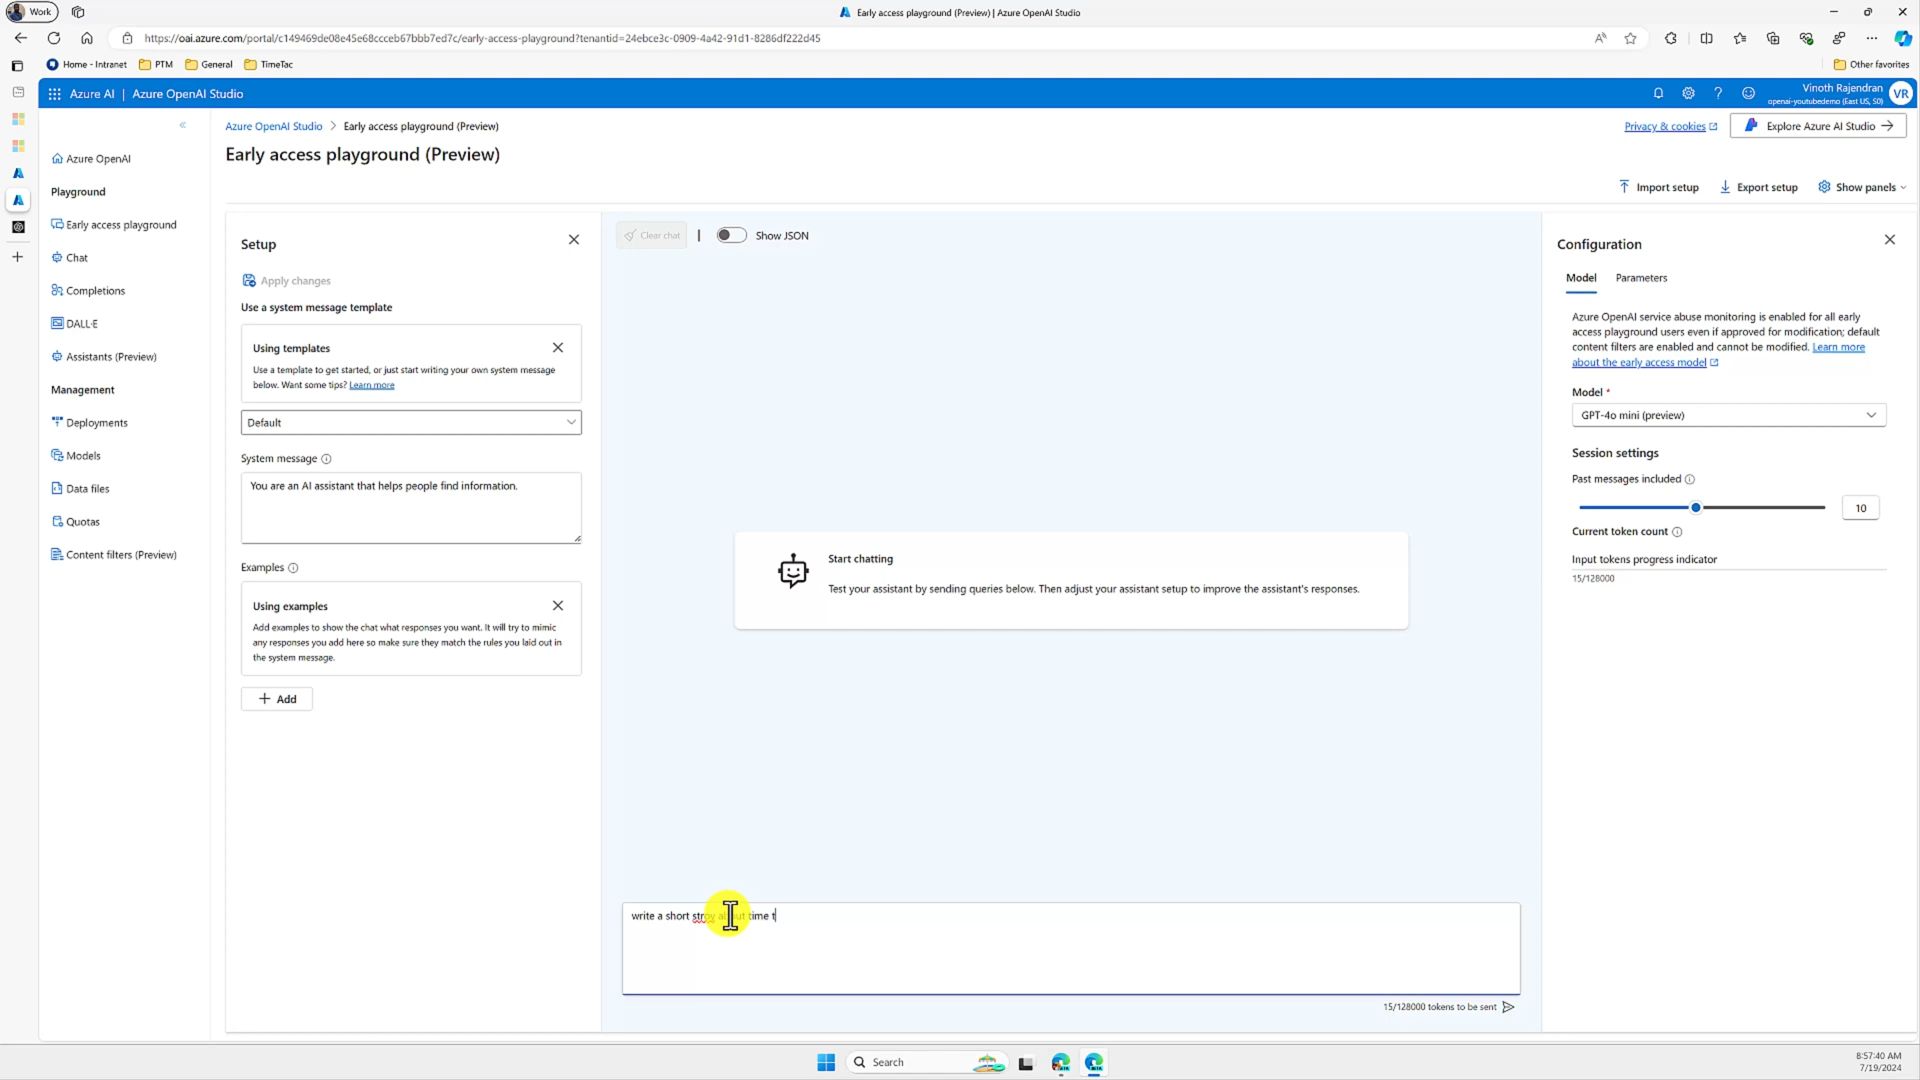 Work
Early access playground (Preview) | Azure OpenAI Studio
https://oai.azure.com/portal/c149469de08e45e68ccceb67bbb7ed7c/early-access-playground?tenantid=24ebce3c-0909-4a42-91d1-8286df222d45
Home - Intranet
PTM
General
TimeTac
Other favorites
Azure AI | Azure OpenAI Studio
Vinoth Rajendran
openai-youtubedemo (East US, S0)
VR
Azure OpenAI Studio > Early access playground (Preview)
Privacy & cookies
Explore Azure AI Studio
Early access playground (Preview)
Import setup
Export setup
Show panels
Azure OpenAI
Playground
Early access playground
Chat
Completions
DALL·E
Assistants (Preview)
Management
Deployments
Models
Data files
Quotas
Content filters (Preview)
Setup
Apply changes
Use a system message template
Using templates
Use a template to get started, or just start writing your own system message
below. Want some tips? Learn more
Default
System message
You are an AI assistant that helps people find information.
Examples
Using examples
Add examples to show the chat what responses you want. It will try to mimic
any responses you add here so make sure they match the rules you laid out in
the system message.
Add
Clear chat
Show JSON
Start chatting
Test your assistant by sending queries below. Then adjust your assistant setup to improve the assistant's responses.
write a short stroy about time t
15/128000 tokens to be sent
Configuration
Model
Parameters
Azure OpenAI service abuse monitoring is enabled for all early
access playground users even if approved for modification; default
content filters are enabled and cannot be modified. Learn more
about the early access model
Model *
GPT-4o mini (preview)
Session settings
Past messages included
10
Current token count
Input tokens progress indicator
15/128000
Search
8:57:40 AM
7/19/2024